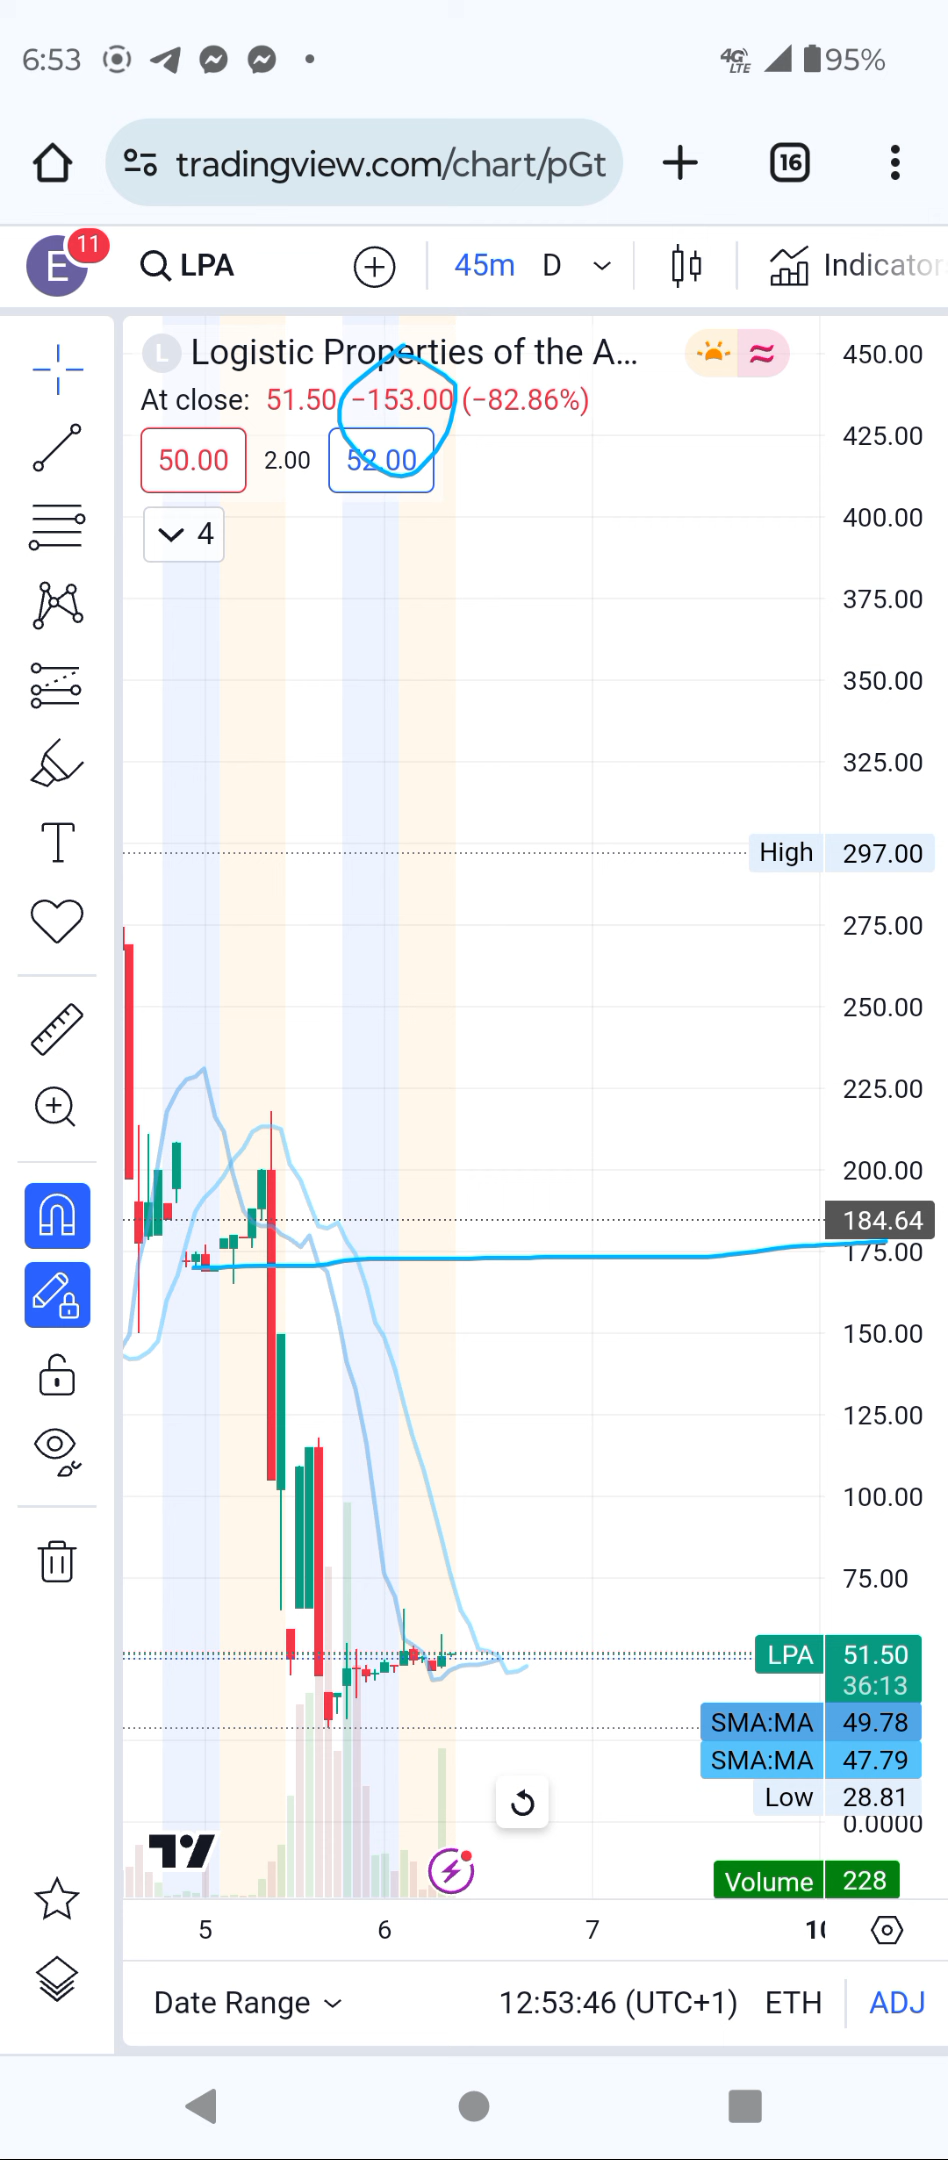 6:53 4G LTE 95%
tradingview.com/chart/pGt 16
E 11 LPA 45m D Indicator
L Logistic Properties of the A...
At close: 51.50 −153.00 (−82.86%)
50.00 2.00 52.00
4
450.00
425.00
400.00
375.00
350.00
325.00
High 297.00
275.00
250.00
225.00
200.00
184.64
175.00
150.00
125.00
100.00
75.00
LPA 51.50
36:13
SMA:MA 49.78
SMA:MA 47.79
Low 28.81
0.0000
Volume 228
5 6 7 10
Date Range 12:53:46 (UTC+1) ETH ADJ